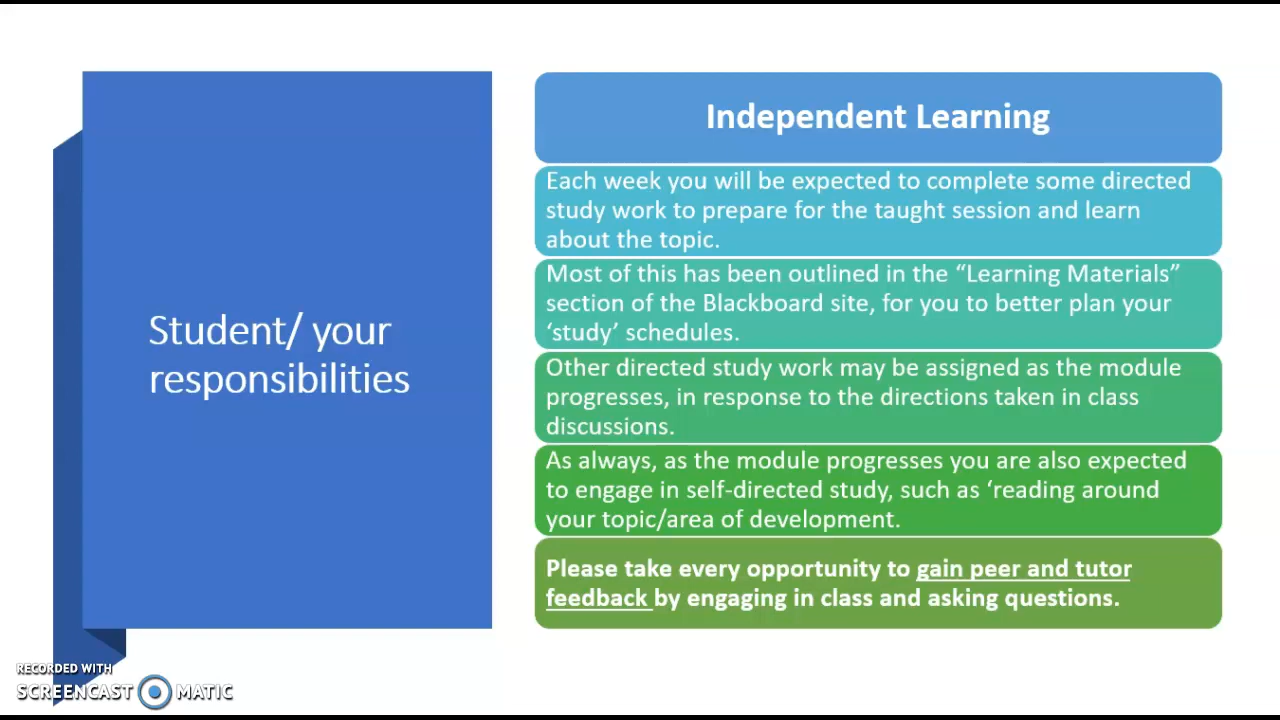 Student/ your
responsibilities
Independent Learning
Each week you will be expected to complete some directed
study work to prepare for the taught session and learn
about the topic.
Most of this has been outlined in the “Learning Materials”
section of the Blackboard site, for you to better plan your
‘study’ schedules.
Other directed study work may be assigned as the module
progresses, in response to the directions taken in class
discussions.
As always, as the module progresses you are also expected
to engage in self-directed study, such as ‘reading around
your topic/area of development.
Please take every opportunity to gain peer and tutor
feedback by engaging in class and asking questions.
RECORDED WITH
SCREENCAST MATIC